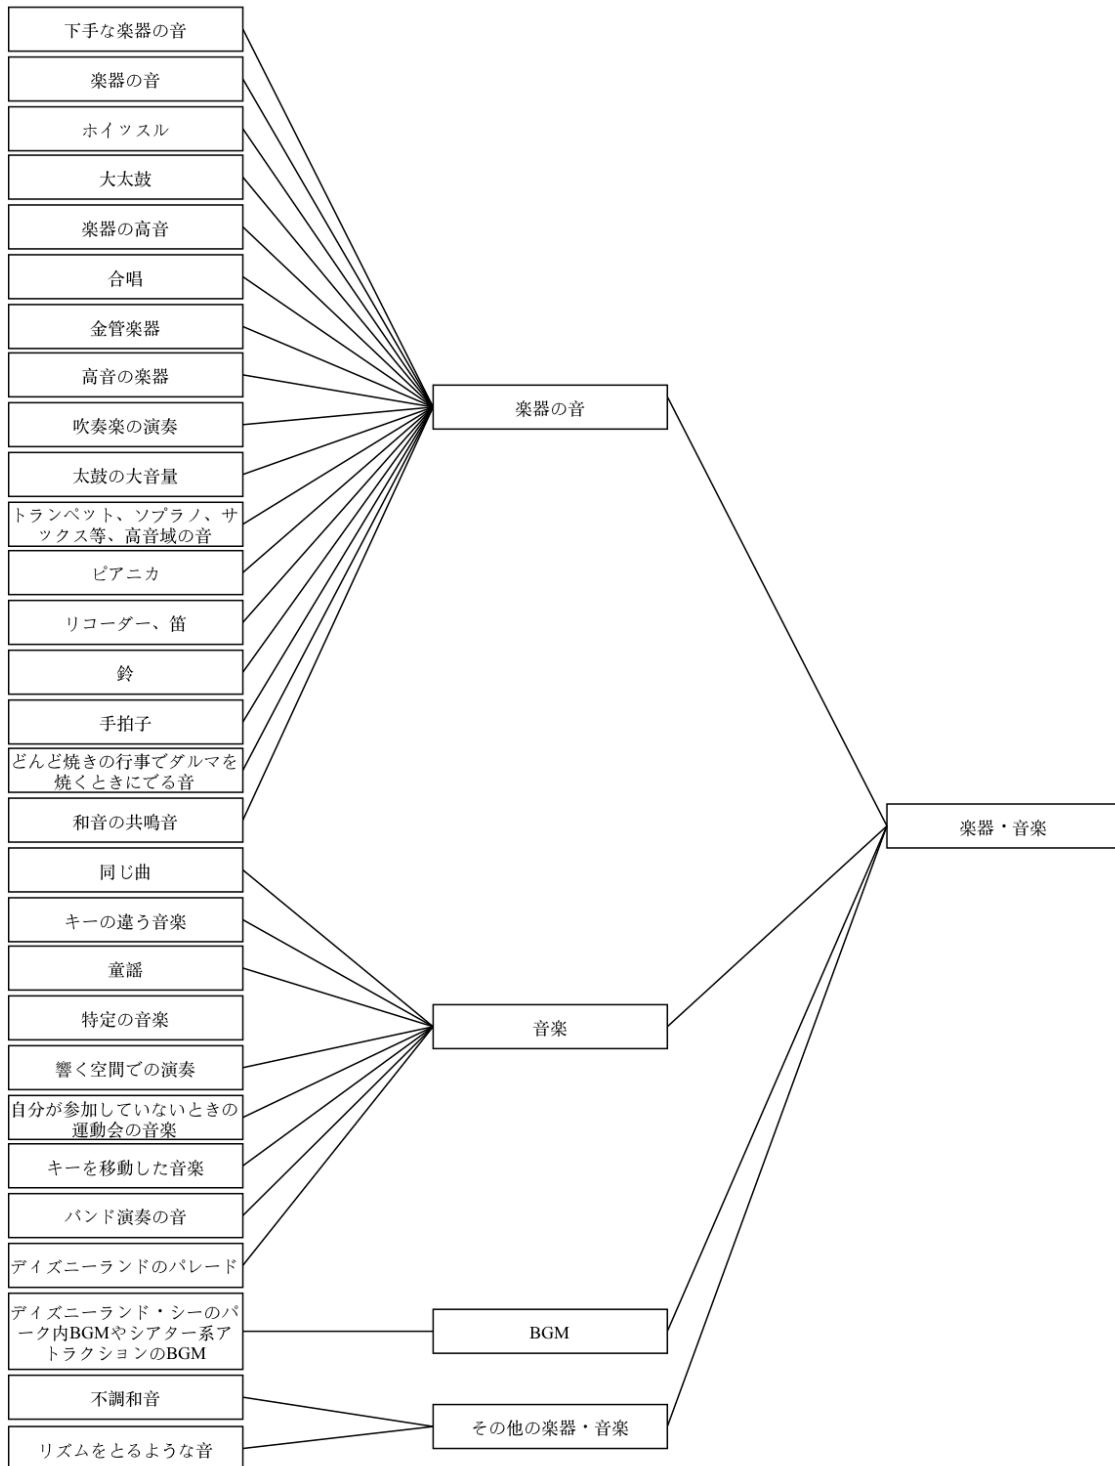 下手な楽器の音
楽器の音
ホイッスル
大太鼓
楽器の高音
合唱
金管楽器
高音の楽器
吹奏楽の演奏
太鼓の大音量
トランペット、ソプラノ、サ
ックス等、高音域の音
ピアニカ
リコーダー、笛
鈴
手拍子
どんど焼きの行事でダルマを
焼くときにでる音
和音の共鳴音
同じ曲
キーの違う音楽
童謡
特定の音楽
響く空間での演奏
自分が参加していないときの
運動会の音楽
キーを移動した音楽
バンド演奏の音
ディズニーランドのパレード
ディズニーランド・シーのパ
ーク内BGMやシアター系ア
トラクションのBGM
不調和音
リズムをとるような音
楽器の音
音楽
BGM
その他の楽器・音楽
楽器・音楽